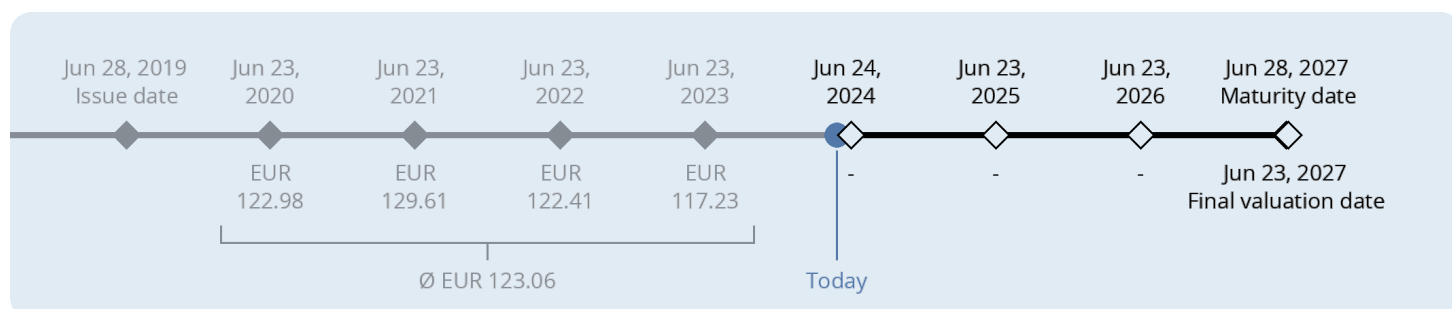 Jun 28, 2019
Issue date
Jun 23,
2020
Jun 23,
2021
Jun 23,
2022
Jun 23,
2023
Jun 24,
2024
Jun 23,
2025
Jun 23,
2026
Jun 28, 2027
Maturity date
EUR
122.98
EUR
129.61
EUR
122.41
EUR
117.23
-
-
-
Jun 23, 2027
Final valuation date
Ø EUR 123.06
Today